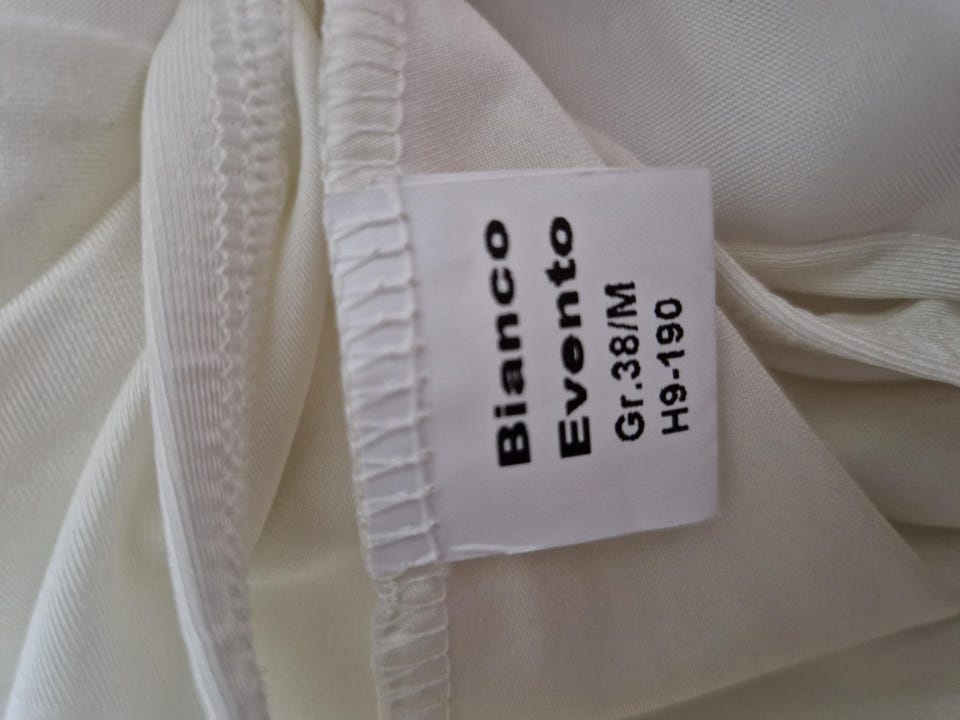 Bianco
Evento
Gr.38/M
H9-190